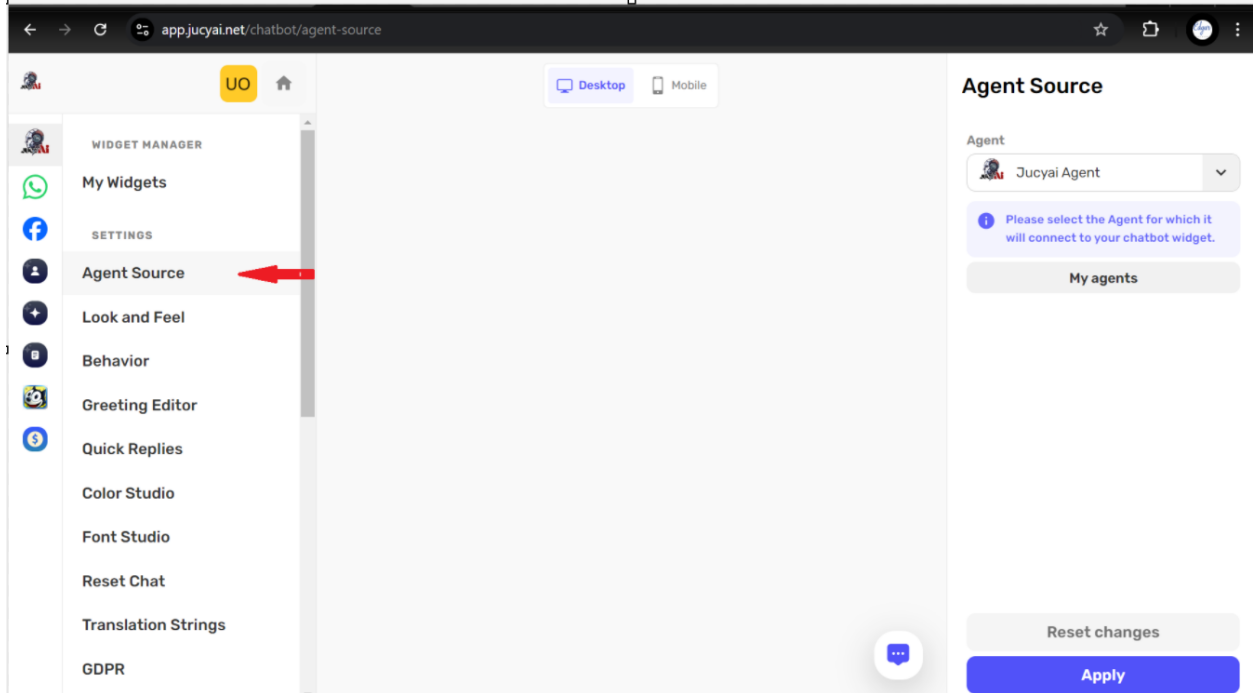 app.jucyai.net/chatbot/agent-source
UO
Desktop
Mobile
WIDGET MANAGER
My Widgets
SETTINGS
Agent Source
Look and Feel
Behavior
Greeting Editor
Quick Replies
Color Studio
Font Studio
Reset Chat
Translation Strings
GDPR
Agent Source
Agent
Jucyai Agent
Please select the Agent for which it
will connect to your chatbot widget.
My agents
Reset changes
Apply